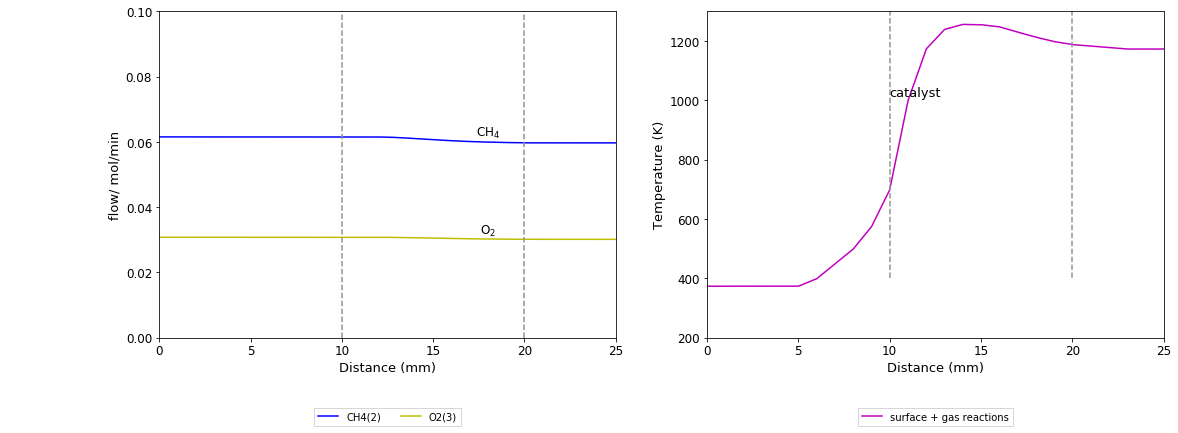 0.10
0.08
0.06
0.04
0.02
0.00
flow/ mol/min
CH4
O2
0 5 10 15 20 25
Distance (mm)
CH4(2) O2(3)
1200
1000
800
600
400
200
Temperature (K)
catalyst
0 5 10 15 20 25
Distance (mm)
surface + gas reactions